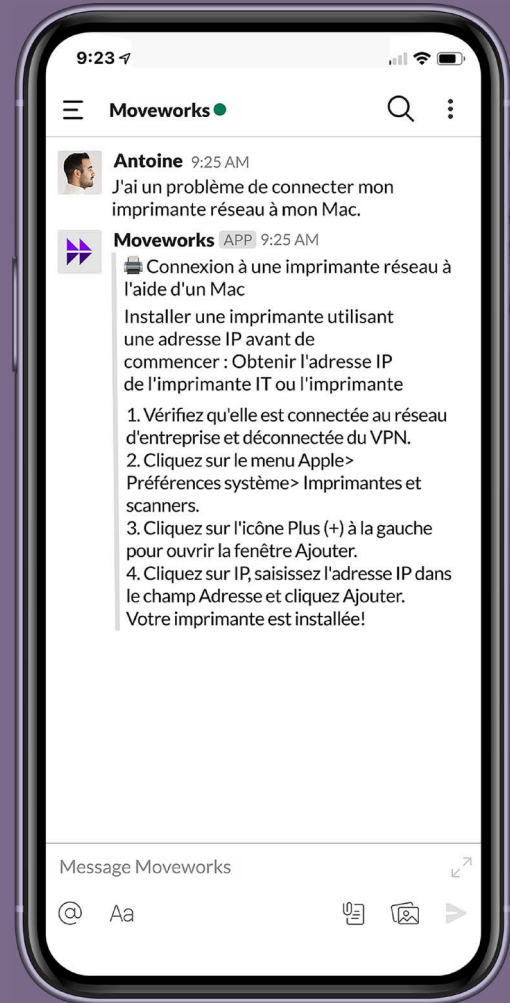 9:23
Moveworks
Antoine 9:25 AM
J'ai un problème de connecter mon
imprimante réseau à mon Mac.
Moveworks APP 9:25 AM
Connexion à une imprimante réseau à
l'aide d'un Mac
Installer une imprimante utilisant
une adresse IP avant de
commencer : Obtenir l'adresse IP
de l'imprimante IT ou l'imprimante
1. Vérifiez qu'elle est connectée au réseau
d'entreprise et déconnectée du VPN.
2. Cliquez sur le menu Apple>
Préférences système> Imprimantes et
scanners.
3. Cliquez sur l'icône Plus (+) à la gauche
pour ouvrir la fenêtre Ajouter.
4. Cliquez sur IP, saisissez l'adresse IP dans
le champ Adresse et cliquez Ajouter.
Votre imprimante est installée!
Message Moveworks
@ Aa